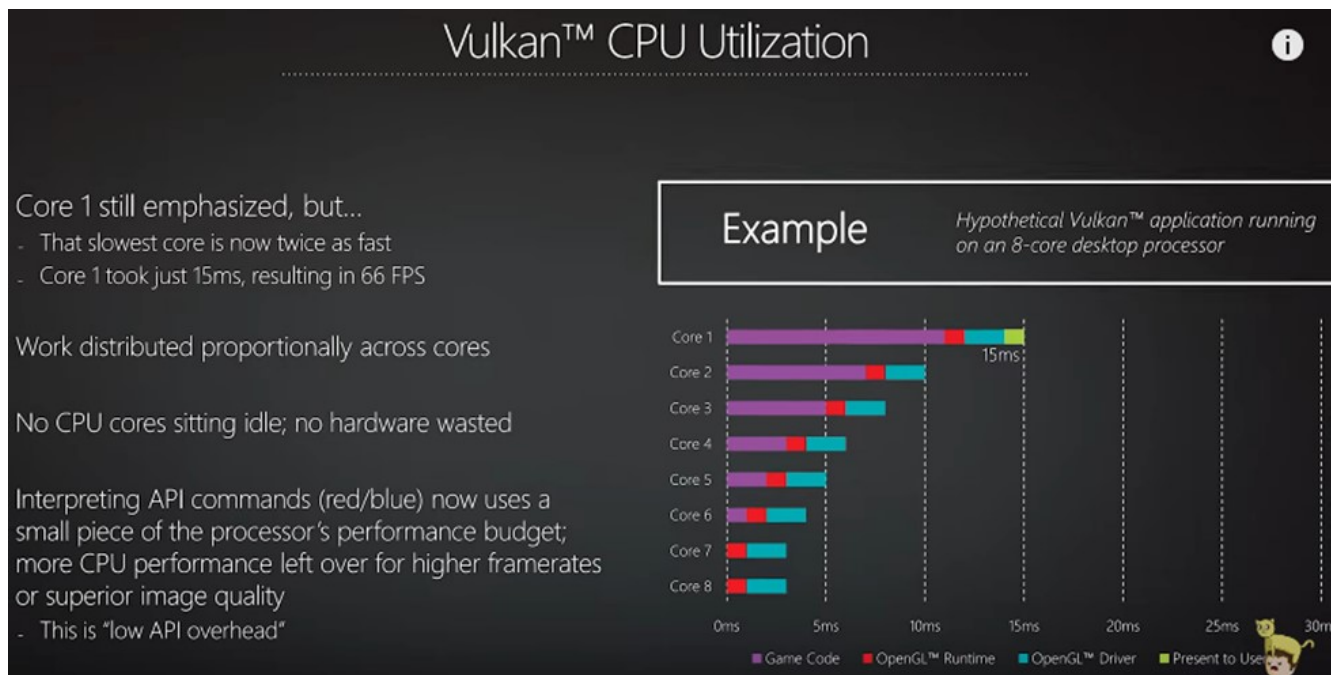 Vulkan™ CPU Utilization
i
Core 1 still emphasized, but...
- That slowest core is now twice as fast
- Core 1 took just 15ms, resulting in 66 FPS
Work distributed proportionally across cores
No CPU cores sitting idle; no hardware wasted
Interpreting API commands (red/blue) now uses a
small piece of the processor's performance budget;
more CPU performance left over for higher framerates
or superior image quality
- This is "low API overhead"
Example
Hypothetical Vulkan™ application running
on an 8-core desktop processor
Core 1
15ms
Core 2
Core 3
Core 4
Core 5
Core 6
Core 7
Core 8
0ms 5ms 10ms 15ms 20ms 25ms 30m
Game Code OpenGL™ Runtime OpenGL™ Driver Present to Use